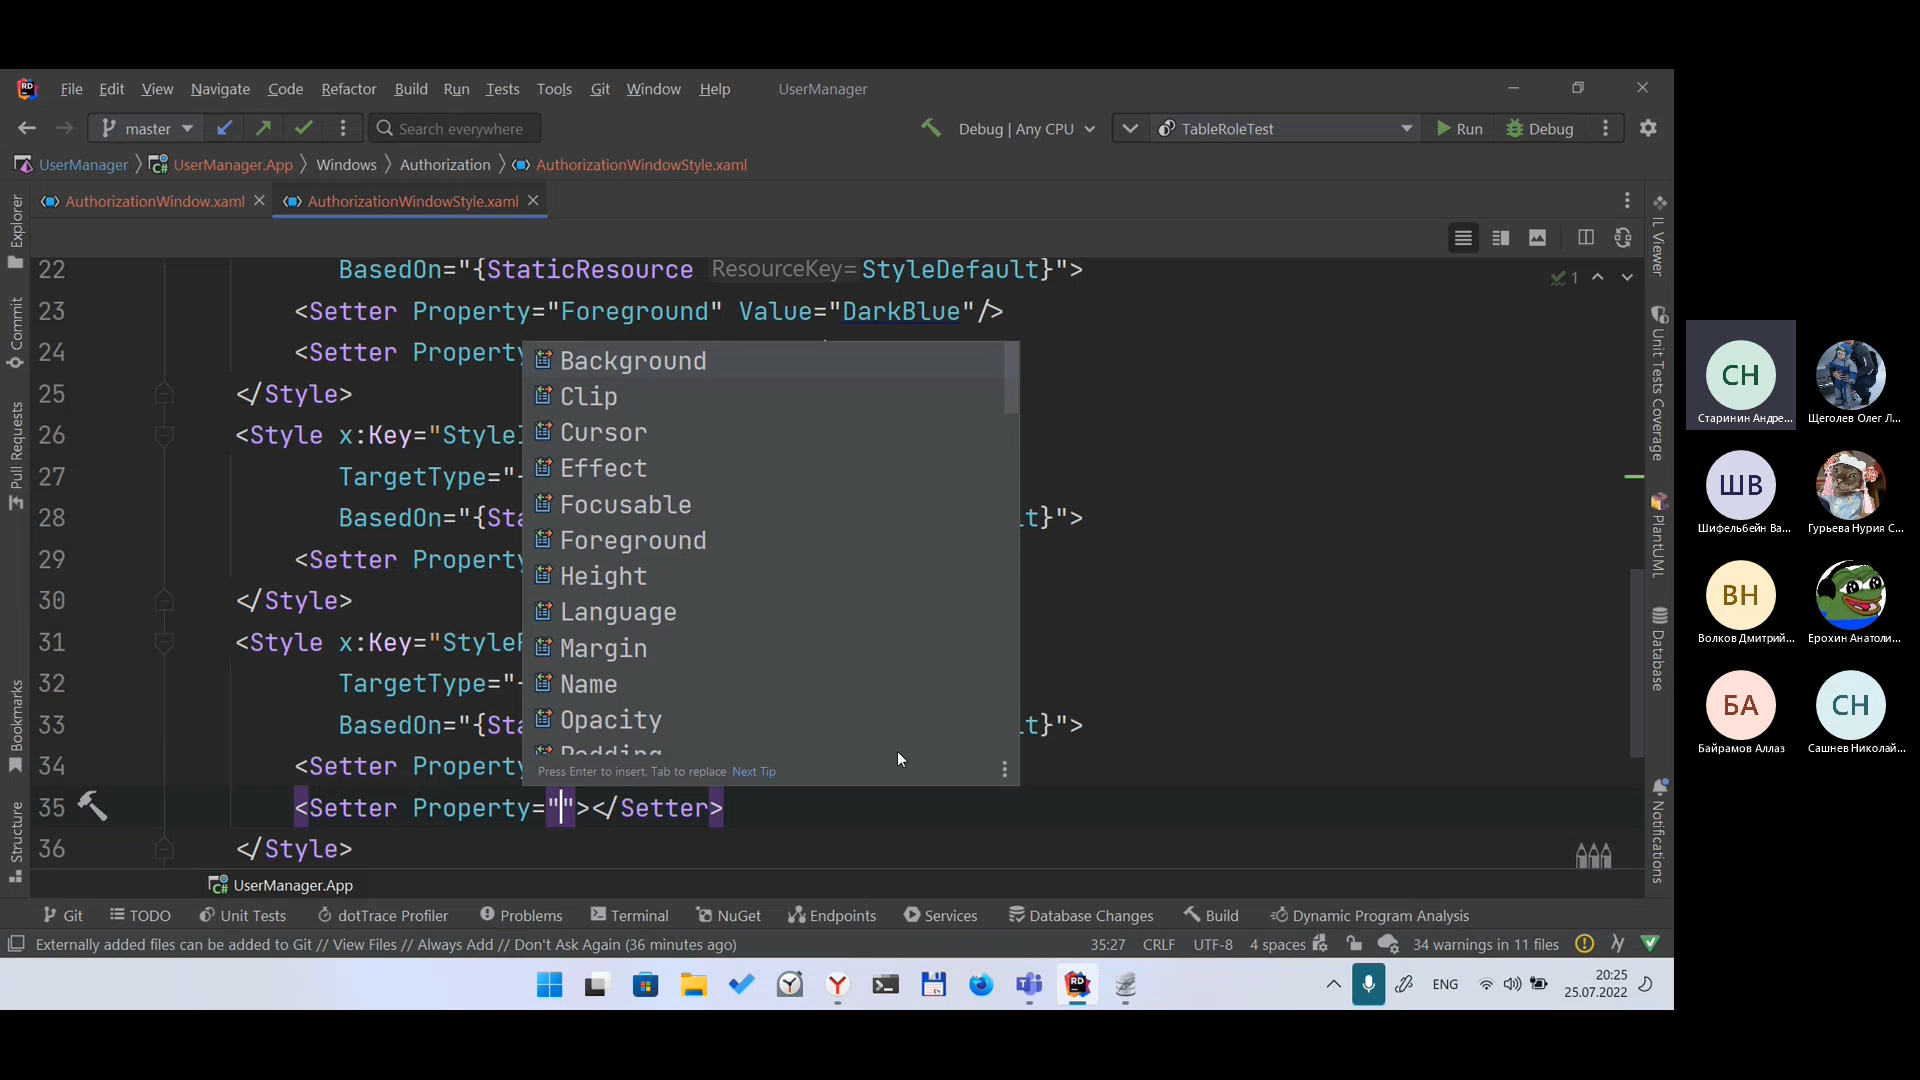 File Edit View Navigate Code Refactor Build Run Tests Tools Git Window Help UserManager
master Search everywhere Debug | Any CPU TableRoleTest Run Debug
UserManager UserManager.App Windows Authorization AuthorizationWindowStyle.xaml
AuthorizationWindow.xaml AuthorizationWindowStyle.xaml
1
22 BasedOn="{StaticResource ResourceKey=StyleDefault}">
23 <Setter Property="Foreground" Value="DarkBlue"/>
24 <Setter Property
25 </Style>
26 <Style x:Key="Style
27 TargetType="
28 BasedOn="{Sta lt}">
29 <Setter Property
30 </Style>
31 <Style x:Key="Style
32 TargetType="
33 BasedOn="{Sta lt}">
34 <Setter Property
35 <Setter Property=""></Setter>
36 </Style>
Background
Clip
Cursor
Effect
Focusable
Foreground
Height
Language
Margin
Name
Opacity
Padding
Press Enter to insert, Tab to replace Next Tip
Explorer
Commit
Pull Requests
Bookmarks
Structure
IL Viewer
Unit Tests Coverage
PlantUML
Database
Notifications
UserManager.App
Git TODO Unit Tests dotTrace Profiler Problems Terminal NuGet Endpoints Services Database Changes Build Dynamic Program Analysis
Externally added files can be added to Git // View Files // Always Add // Don't Ask Again (36 minutes ago) 35:27 CRLF UTF-8 4 spaces 34 warnings in 11 files
ENG 20:25
25.07.2022
СН
Старинин Андре... Щеголев Олег Л...
ШВ
Шифельбейн Ва... Гурьева Нурия С...
ВН
Волков Дмитрий... Ерохин Анатоли...
БА СН
Байрамов Аллаз Сашнев Николай...